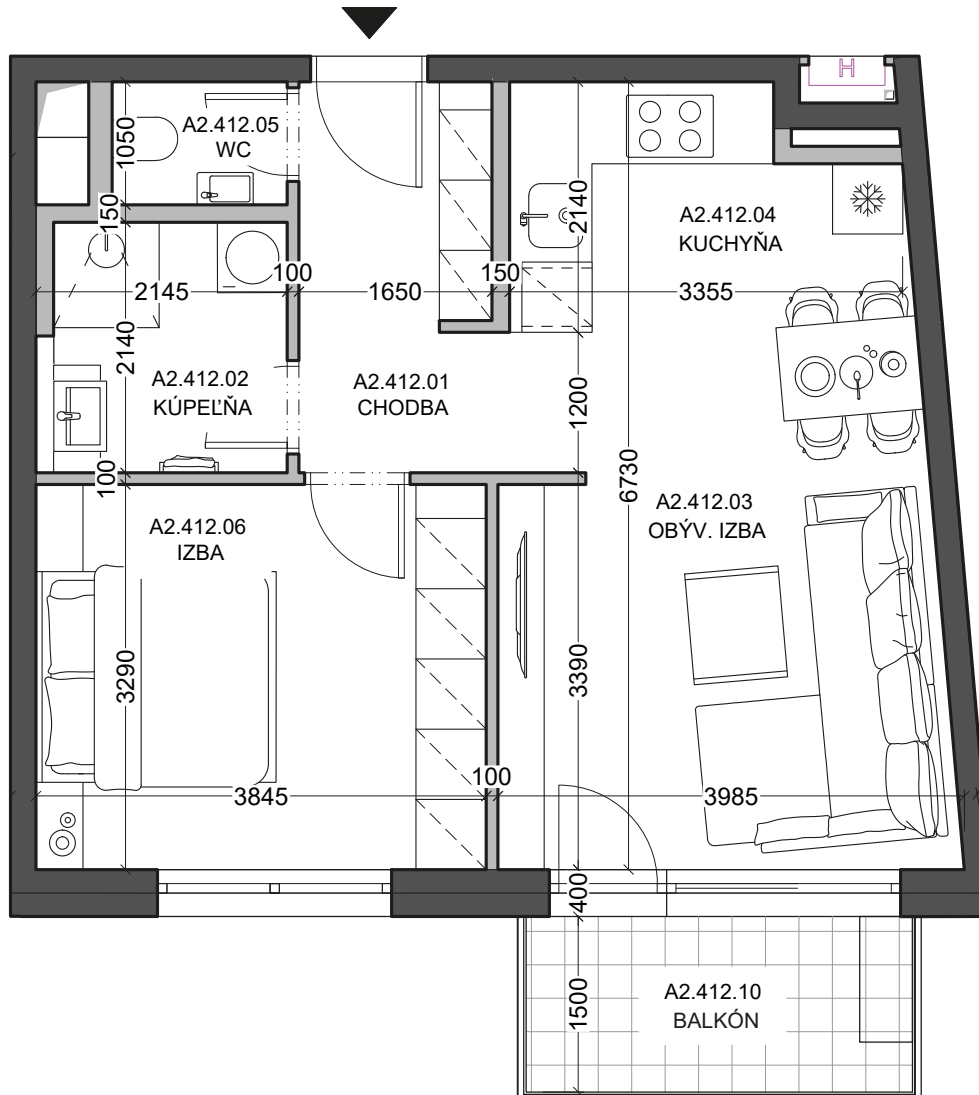 H
A2.412.05
WC
1050
150
2140
A2.412.04
KUCHYŇA
2145
100
1650
150
3355
2140
A2.412.02
KÚPEĽŇA
A2.412.01
CHODBA
1200
100
6730
A2.412.06
IZBA
A2.412.03
OBÝV. IZBA
3290
3390
3845
100
3985
400
1500
A2.412.10
BALKÓN